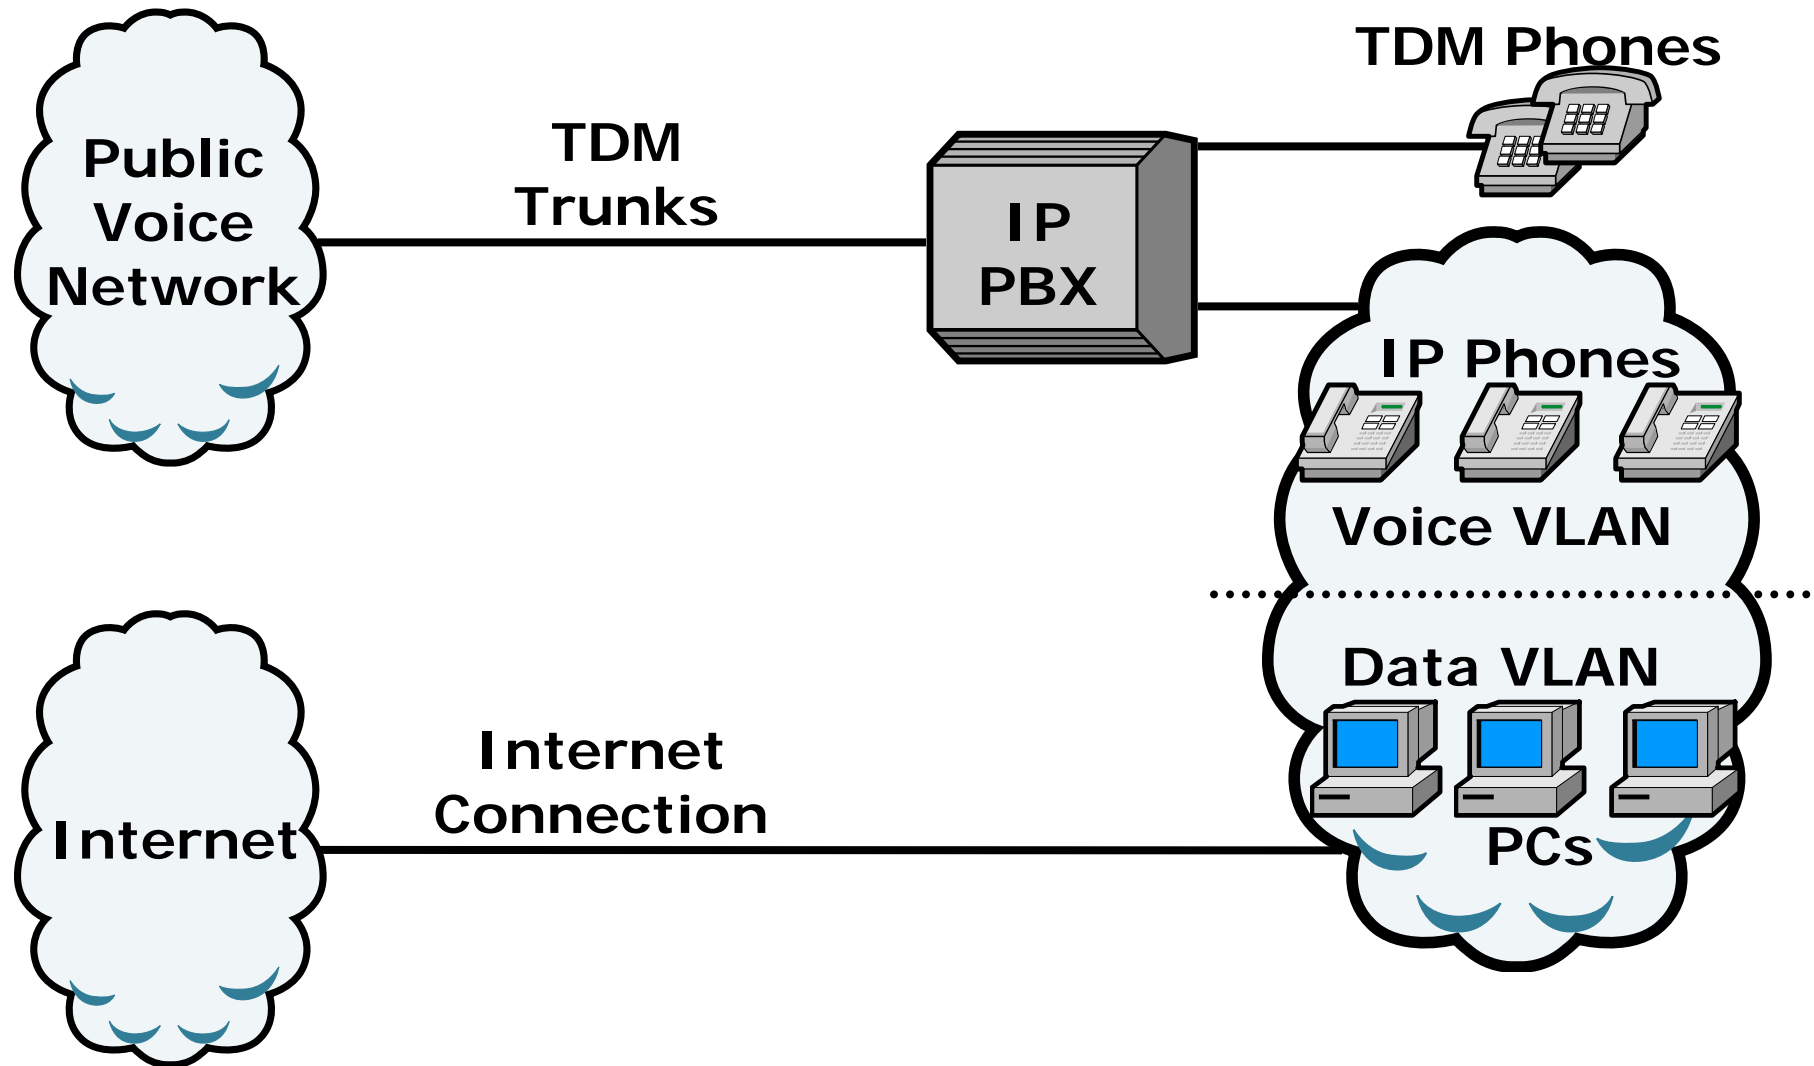 TDM Phones
Public
Voice
Network
TDM
Trunks
IP
PBX
IP Phones
Voice VLAN
Data VLAN
PCs
Internet
Connection
Internet